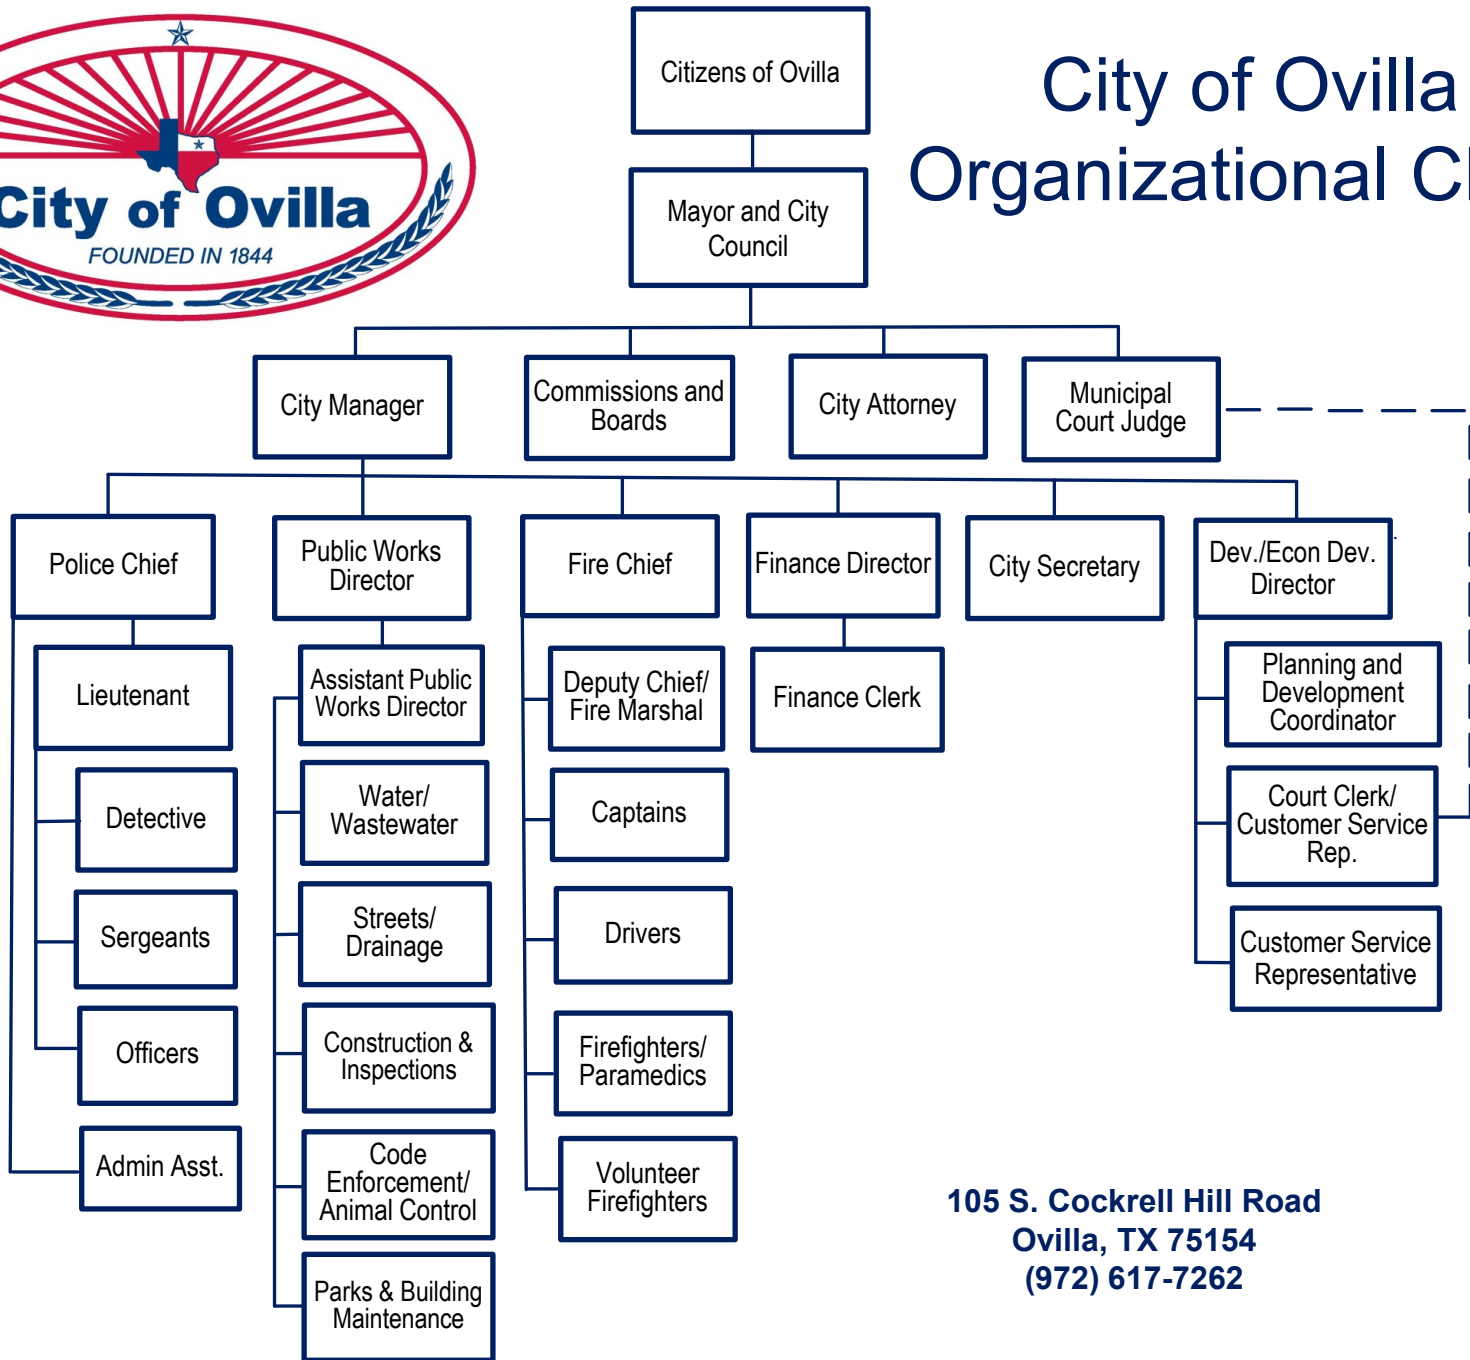 City of Ovilla
FOUNDED IN 1844
City of Ovilla
Organizational
Citizens of Ovilla
Mayor and City
Council
City Manager
Commissions and
Boards
City Attorney
Municipal
Court Judge
Police Chief
Public Works
Director
Fire Chief
Finance Director
City Secretary
Dev./Econ Dev.
Director
Lieutenant
Detective
Sergeants
Officers
Admin Asst.
Assistant Public
Works Director
Water/
Wastewater
Streets/
Drainage
Construction &
Inspections
Code
Enforcement/
Animal Control
Parks & Building
Maintenance
Deputy Chief/
Fire Marshal
Captains
Drivers
Firefighters/
Paramedics
Volunteer
Firefighters
Finance Clerk
Planning and
Development
Coordinator
Court Clerk/
Customer Service
Rep.
Customer Service
Representative
105 S. Cockrell Hill Road
Ovilla, TX 75154
(972) 617-7262